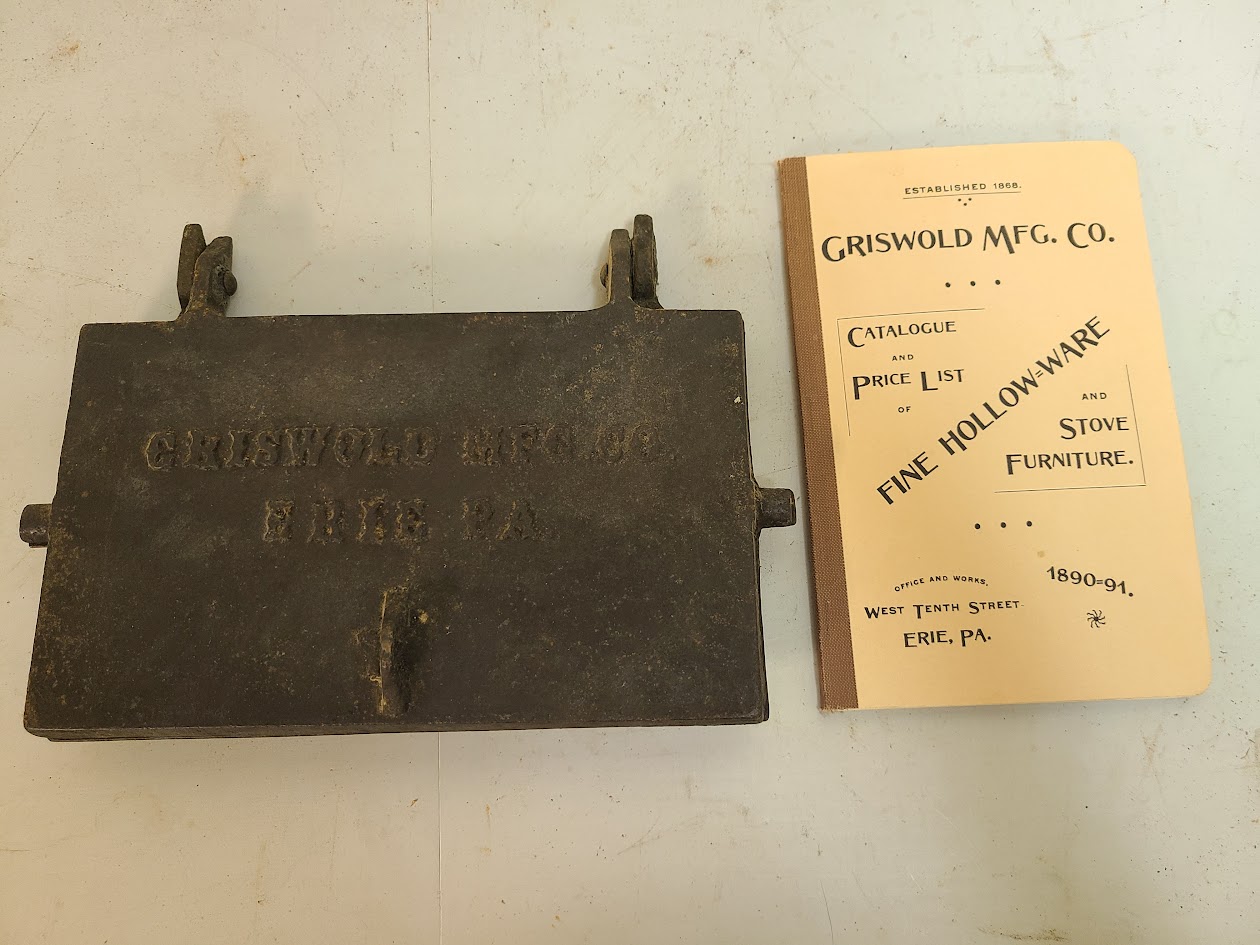 GRISWOLD MFG. CO.
ERIE PA.
ESTABLISHED 1868.
GRISWOLD MFG. CO.
CATALOGUE
AND
PRICE LIST
OF
FINE HOLLOW=WARE
AND
STOVE
FURNITURE.
OFFICE AND WORKS,
WEST TENTH STREET
ERIE, PA.
1890=91.